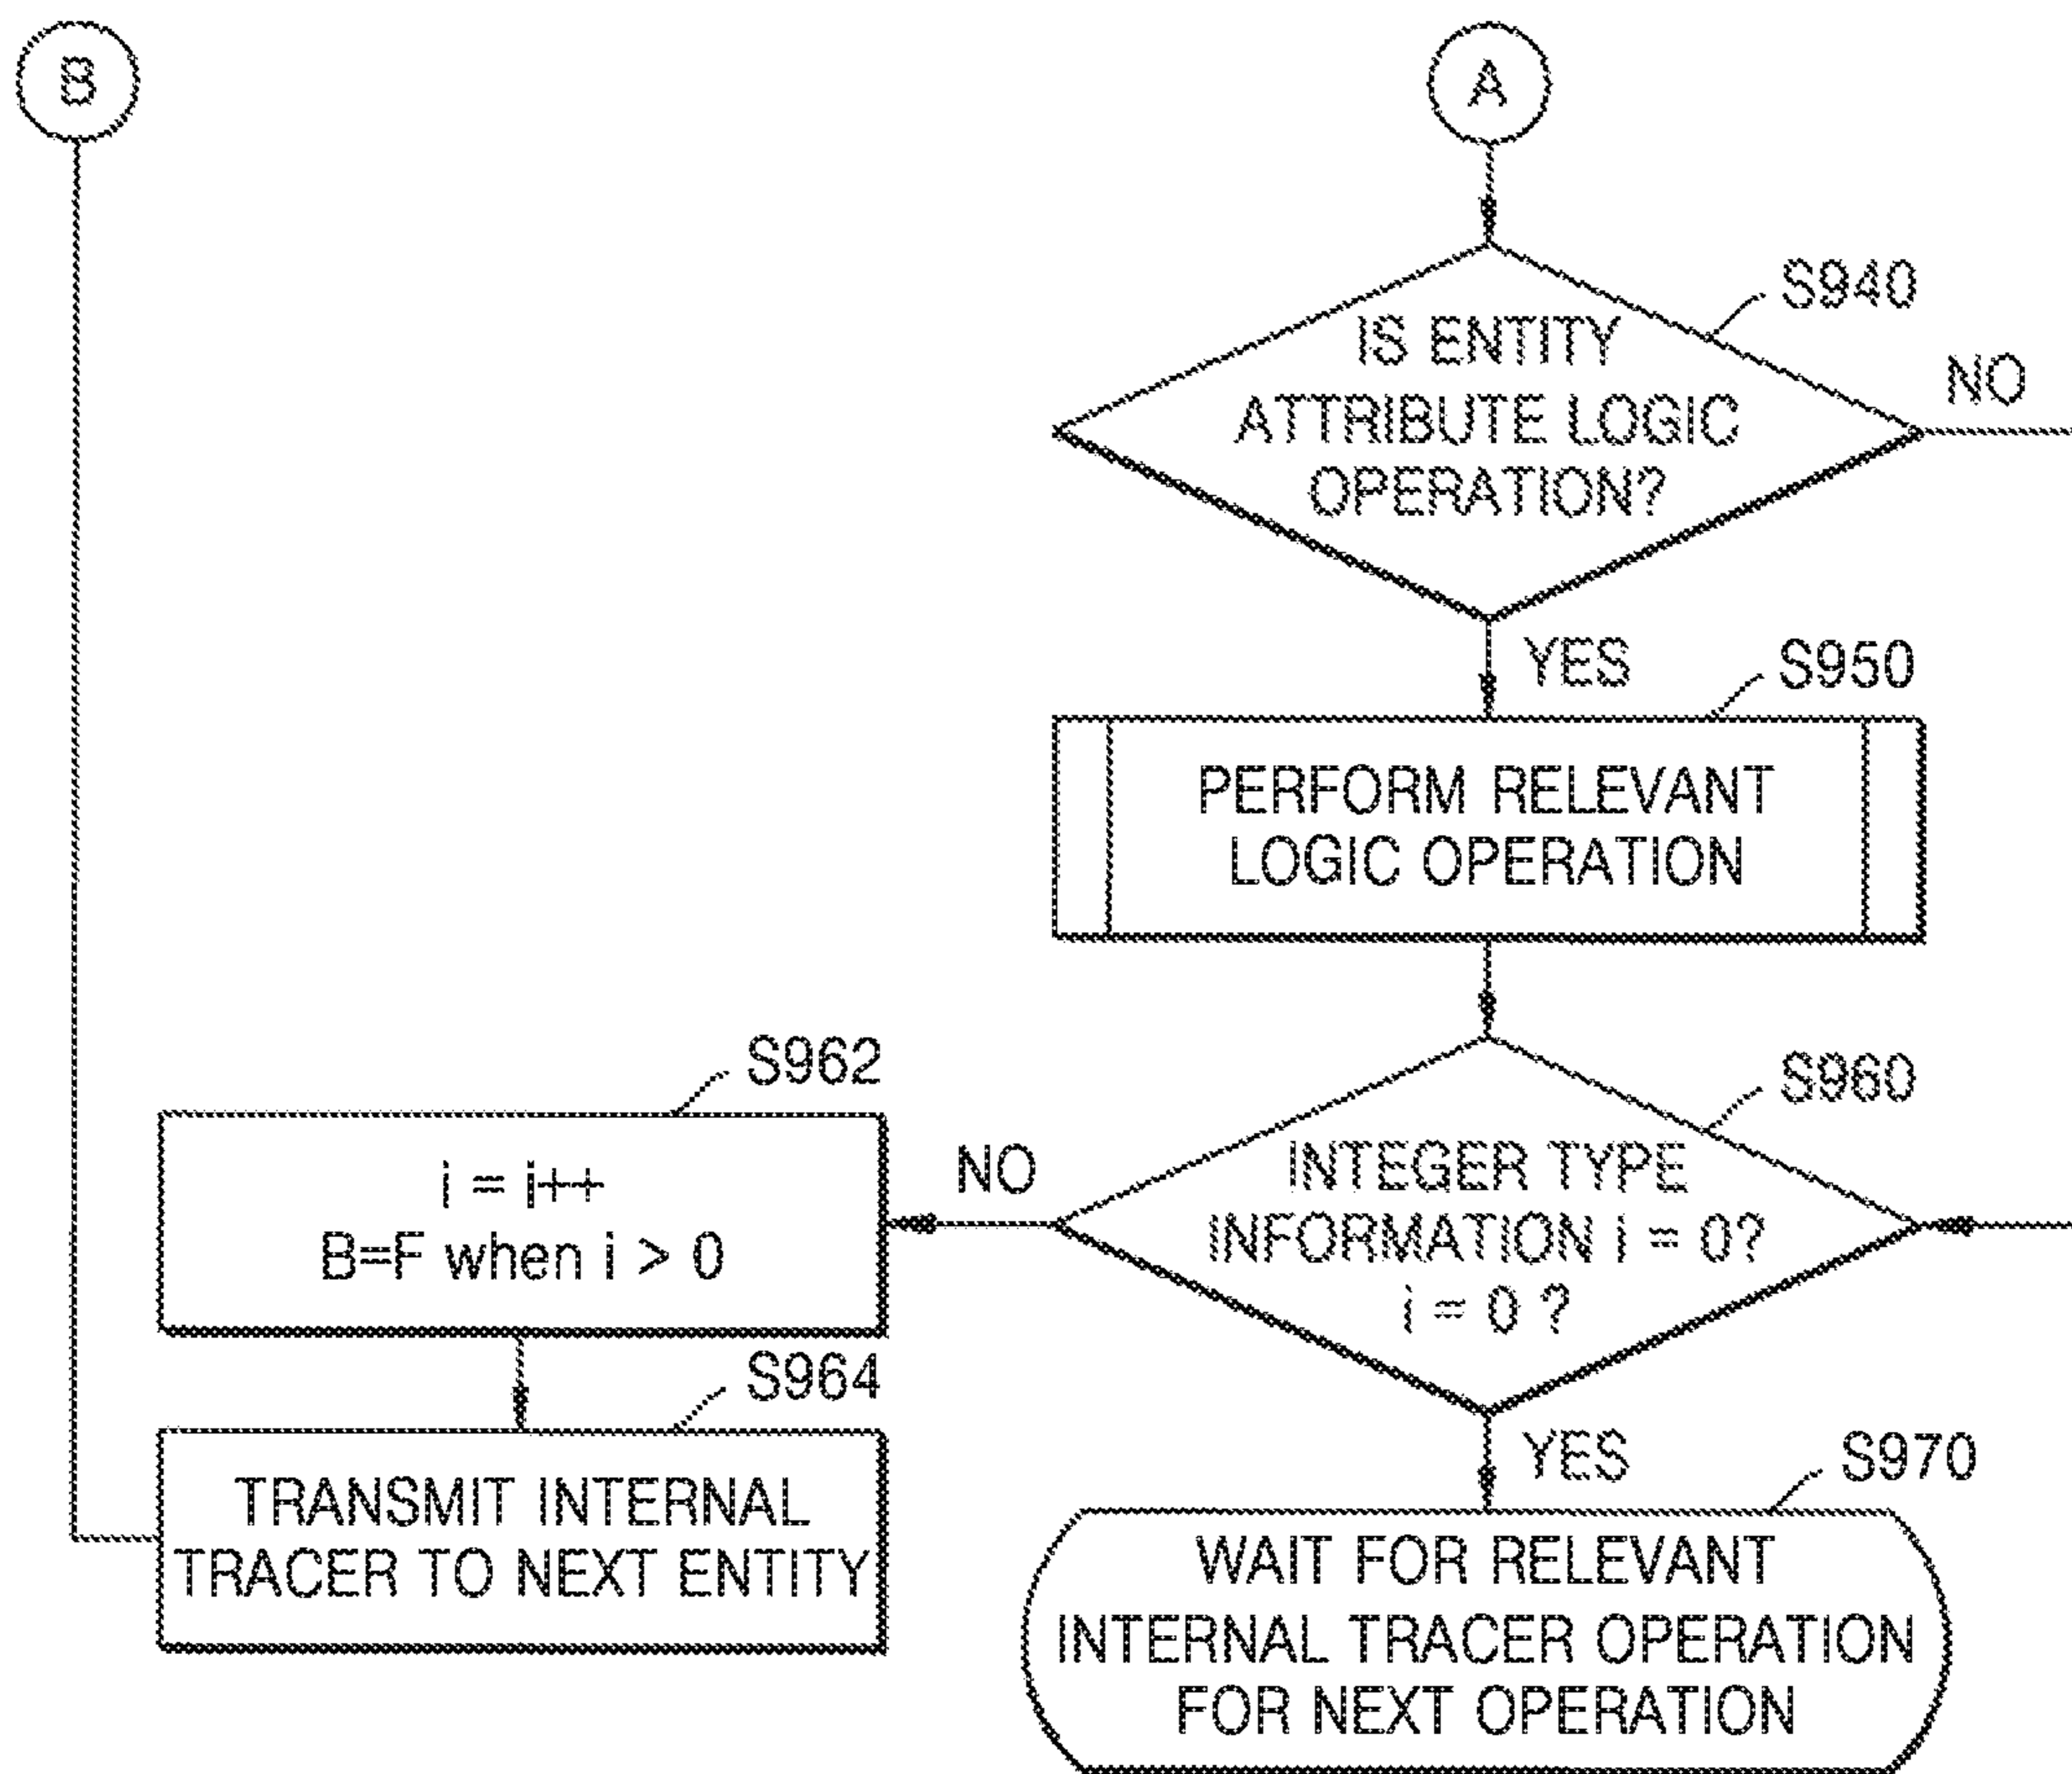 B
A
S940
IS ENTITY
ATTRIBUTE LOGIC
OPERATION?
NO
YES
S950
PERFORM RELEVANT
LOGIC OPERATION
S960
INTEGER TYPE
INFORMATION i = 0?
i = 0 ?
NO
S962
i = i++
B=F when i > 0
S964
TRANSMIT INTERNAL
TRACER TO NEXT ENTITY
YES
S970
WAIT FOR RELEVANT
INTERNAL TRACER OPERATION
FOR NEXT OPERATION